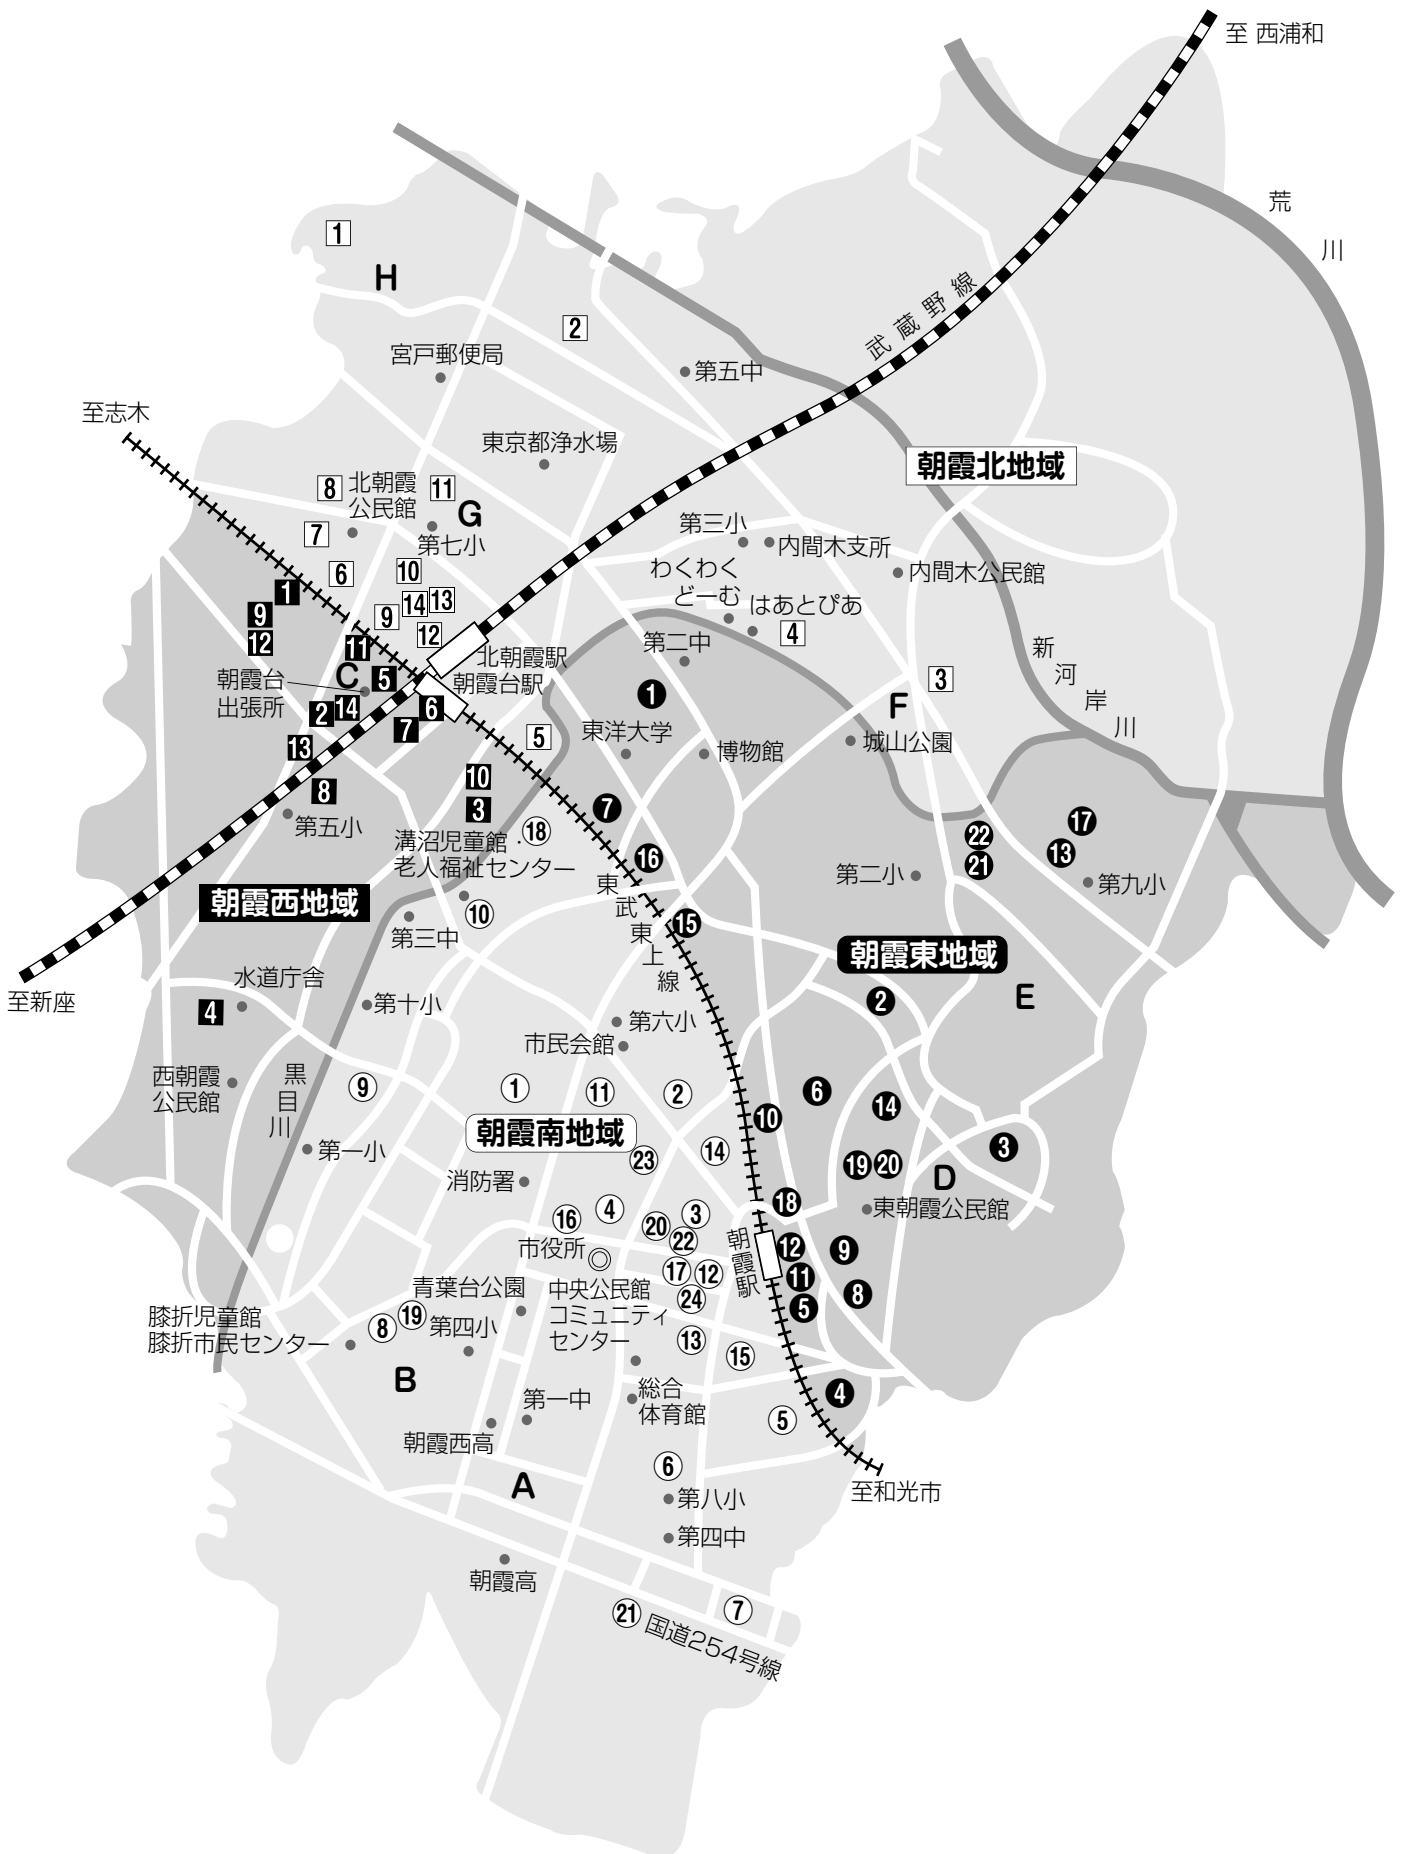 至 西浦和
荒
川
1
H
武蔵野線
2
宮戸郵便局
第五中
至志木
東京都浄水場
朝霞北地域
8
北朝霞
公民館
11
G
7
第七小
第三小
内間木支所
6
10
わくわく
どーむ
内間木公民館
1
9
14
13
はあとぴあ
9
12
11
12
4
第二中
新
河
岸
川
北朝霞駅
朝霞台駅
C
5
朝霞台
出張所
2
14
6
7
1
3
F
5
東洋大学
博物館
城山公園
13
8
10
3
7
17
第五小
18
溝沼児童館・
老人福祉センター
22
13
16
21
第二小
第九小
朝霞西地域
10
東
武
東
上
線
15
第三中
朝霞東地域
水道庁舎
至新座
4
第十小
第六小
2
E
市民会館
西朝霞
公民館
黒
目
川
9
1
11
2
6
14
10
朝霞南地域
3
第一小
23
14
19
20
D
消防署
東朝霞公民館
16
4
20
3
18
22
市役所
朝
霞
駅
12
9
17
12
11
8
青葉台公園
中央公民館
コミュニティ
センター
24
5
膝折児童館
膝折市民センター
8
19
第四小
13
15
B
総合
体育館
4
第一中
5
朝霞西高
6
至和光市
A
第八小
第四中
朝霞高
21
7
国道254号線